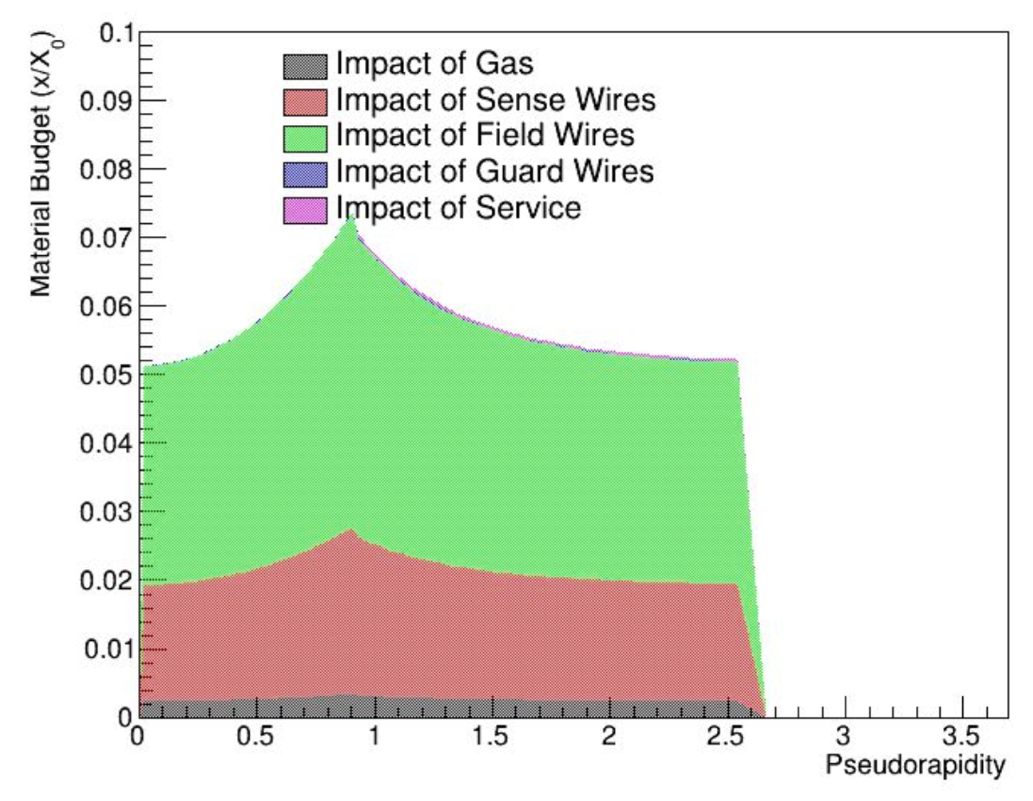 Material Budget (x/X₀)
0.1
0.09
0.08
0.07
0.06
0.05
0.04
0.03
0.02
0.01
0
Impact of Gas
Impact of Sense Wires
Impact of Field Wires
Impact of Guard Wires
Impact of Service
0 0.5 1 1.5 2 2.5 3 3.5
Pseudorapidity